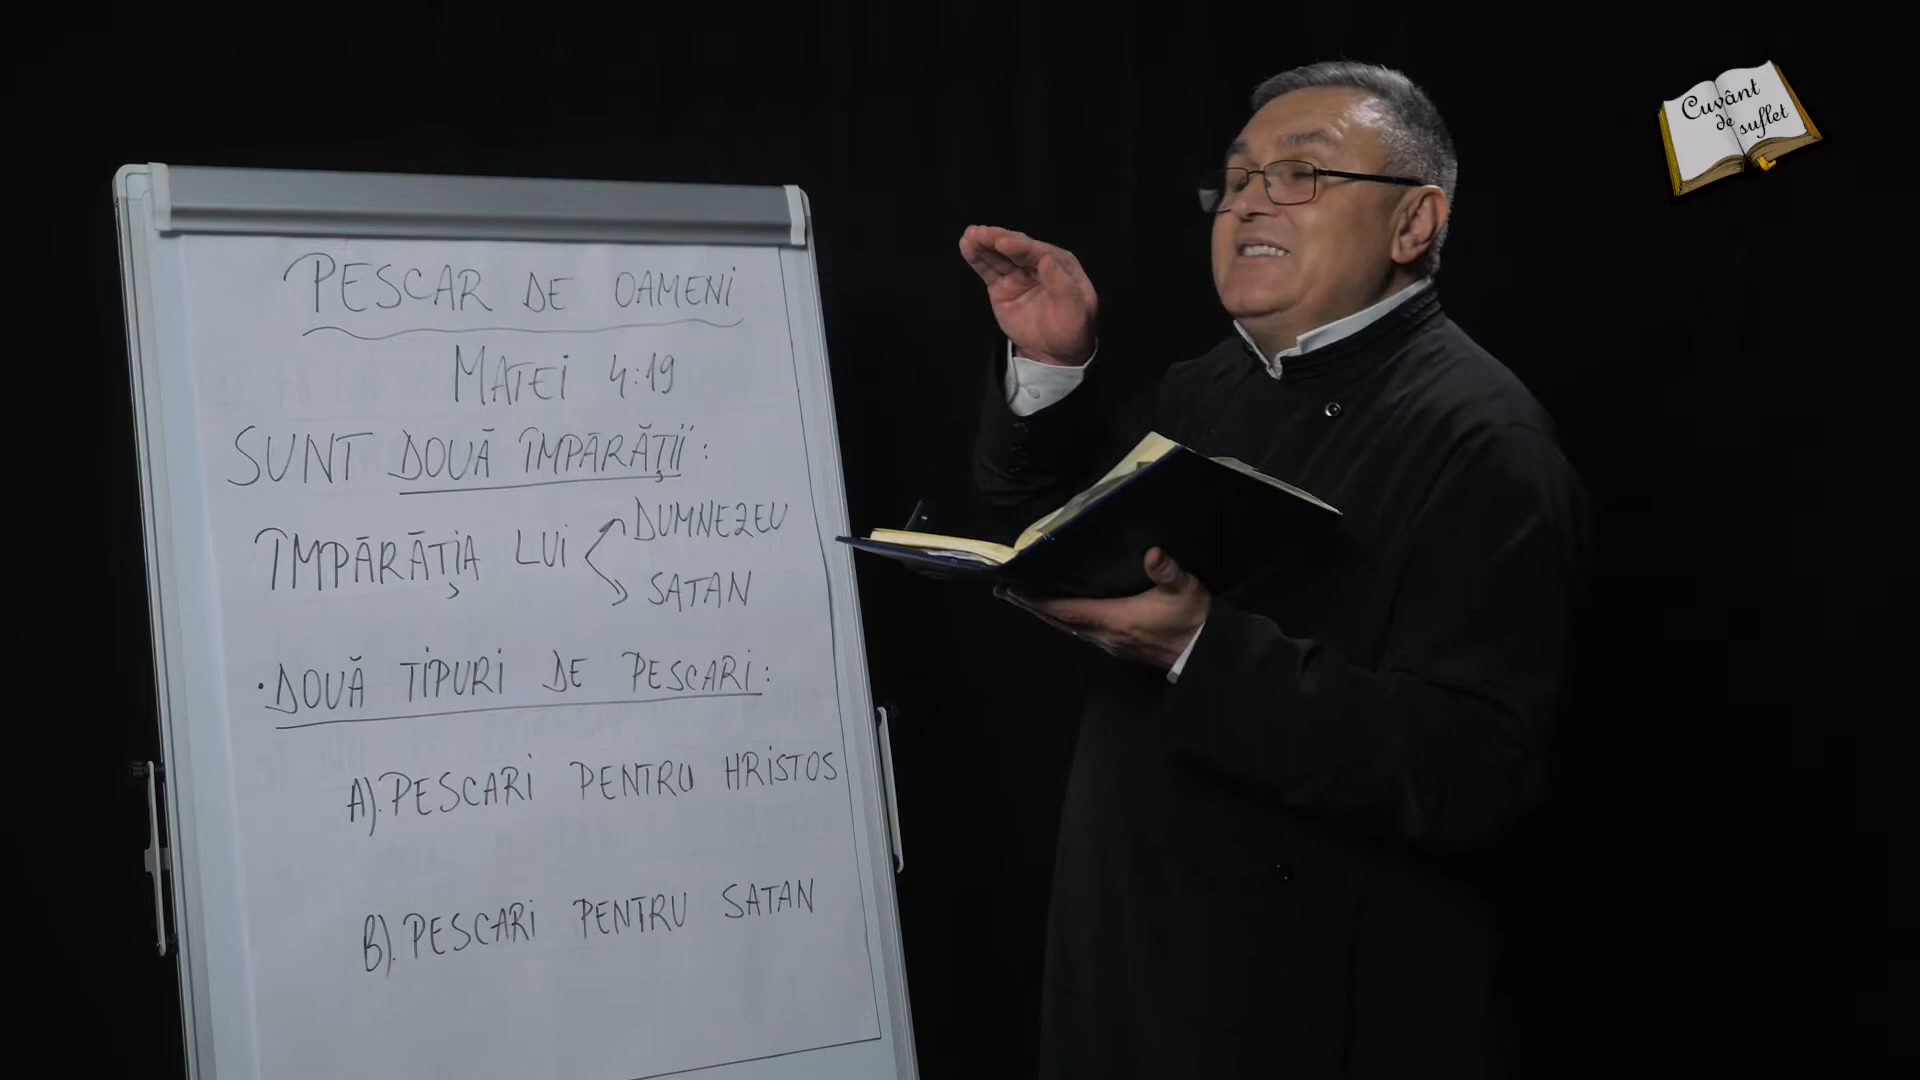 PESCAR DE OAMENI
MATEI 4:19
SUNT DOUĂ ÎMPĂRĂȚII:
ÎMPĂRĂȚIA LUI
DUMNEZEU
SATAN
• DOUĂ TIPURI DE PESCARI:
A). PESCARI PENTRU HRISTOS
B). PESCARI PENTRU SATAN
Cuvânt
de suflet